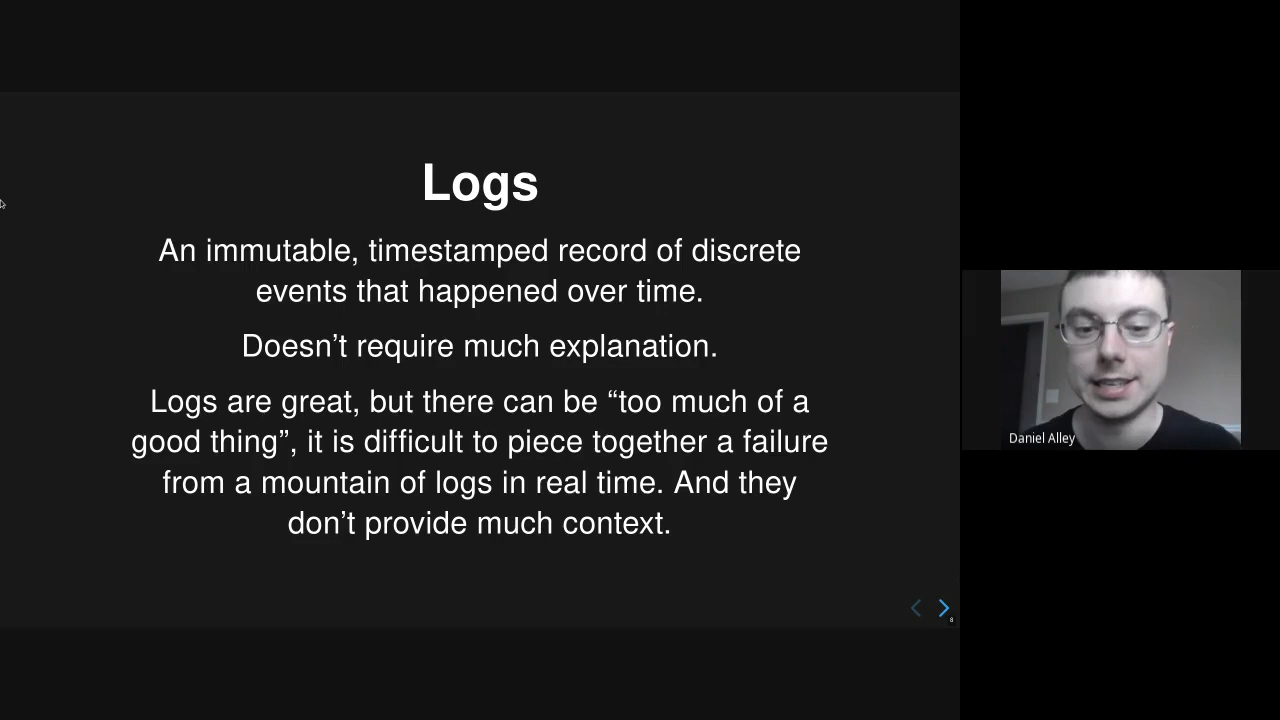 Logs
An immutable, timestamped record of discrete
events that happened over time.
Doesn’t require much explanation.
Logs are great, but there can be “too much of a
good thing”, it is difficult to piece together a failure
from a mountain of logs in real time. And they
don’t provide much context.
8
Daniel Alley